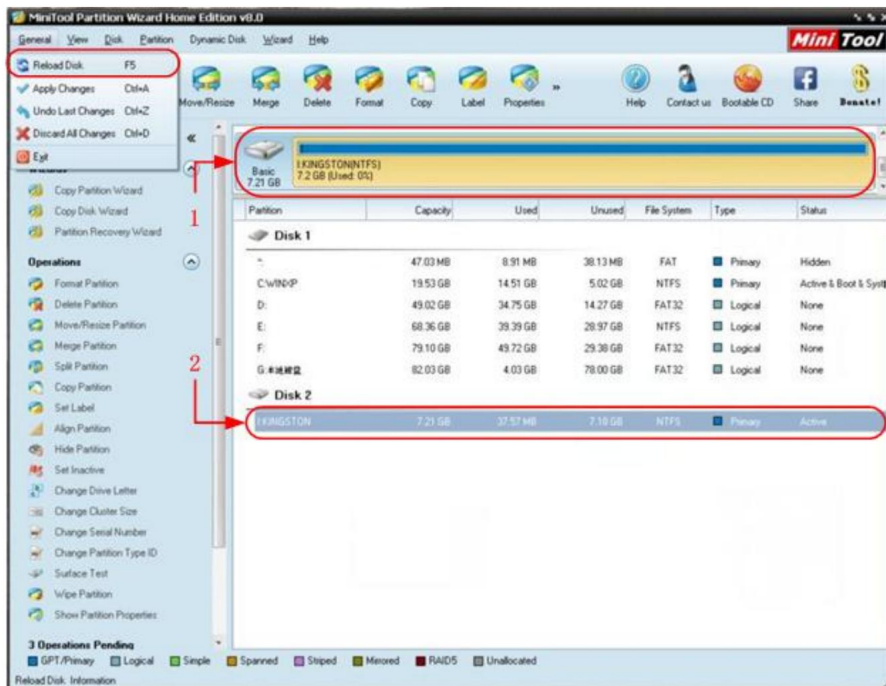 MiniTool Partition Wizard Home Edition v8.0
General View Disk Partition Dynamic Disk Wizard Help
Mini Tool
Reload Disk F5
Apply Changes Ctrl+A
Undo Last Changes Ctrl+Z
Discard All Changes Ctrl+D
Exit
Move/Resize Merge Delete Format Copy Label Properties » Help Contact us Bootable CD Share Donate!
«
Basic
7.21 GB
I:KINGSTON(NTFS)
7.2 GB (Used: 0%)
1
Copy Partition Wizard
Copy Disk Wizard
Partition Recovery Wizard
Operations
Format Partition
Delete Partition
Move/Resize Partition
Merge Partition
Split Partition
Copy Partition
Set Label
Align Partition
Hide Partition
Set Inactive
Change Drive Letter
Change Cluster Size
Change Serial Number
Change Partition Type ID
Surface Test
Wipe Partition
Show Partition Properties
3 Operations Pending
2
Partition Capacity Used Unused File System Type Status
Disk 1
*: 47.03 MB 8.91 MB 38.13 MB FAT Primary Hidden
C:WINXP 19.53 GB 14.51 GB 5.02 GB NTFS Primary Active & Boot & Syst
D: 49.02 GB 34.75 GB 14.27 GB FAT32 Logical None
E: 68.36 GB 39.39 GB 28.97 GB NTFS Logical None
F: 79.10 GB 49.72 GB 29.38 GB FAT32 Logical None
G: 82.03 GB 4.03 GB 78.00 GB FAT32 Logical None
Disk 2
I:KINGSTON 7.21 GB 37.57 MB 7.18 GB NTFS Primary Active
GPT/Primary Logical Simple Spanned Striped Mirrored RAID5 Unallocated
Reload Disk Information